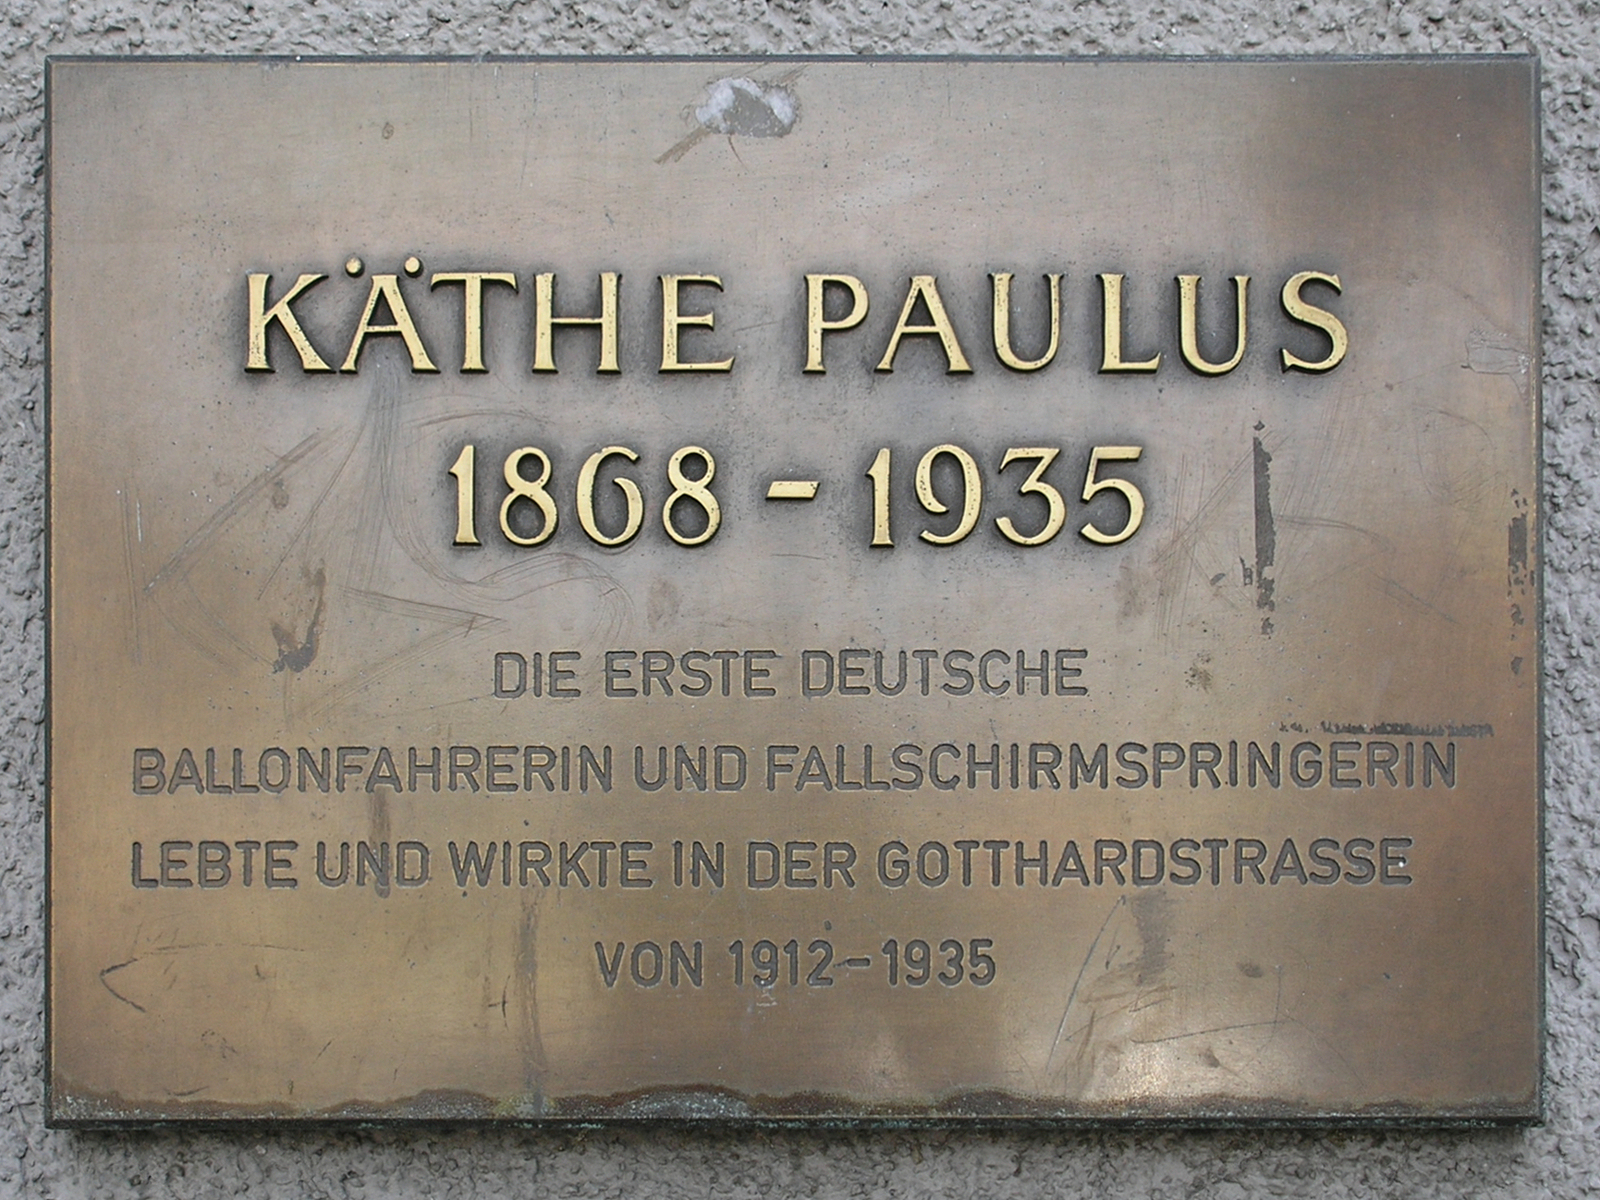 KÄTHE PAULUS
1868 - 1935
DIE ERSTE DEUTSCHE
BALLONFAHRERIN UND FALLSCHIRMSPRINGERIN
LEBTE UND WIRKTE IN DER GOTTHARDSTRASSE
VON 1912-1935